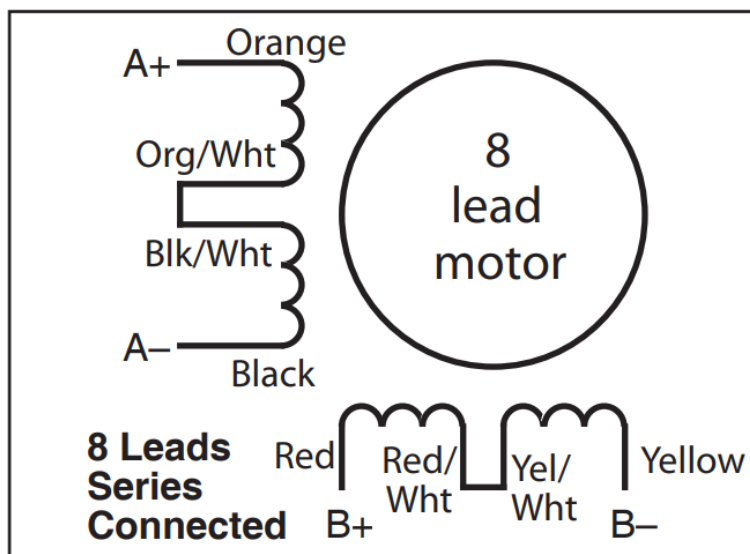 Orange
A+
Org/Wht
Blk/Wht
A–
Black
8
lead
motor
8 Leads
Series
Connected
Red
Red/
Wht
Yel/
Wht
Yellow
B+
B–